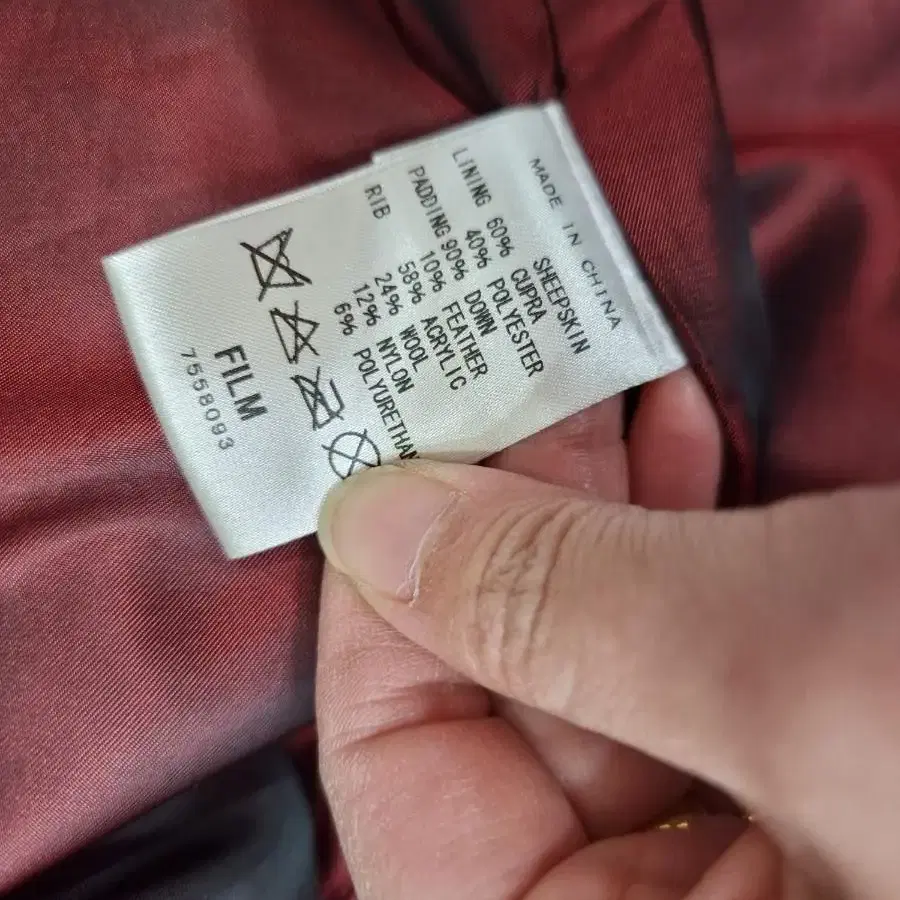 MADE IN CHINA
SHEEPSKIN
LINING 60% CUPRA
40% POLYESTER
PADDING 90% DOWN
10% FEATHER
RIB 58% ACRYLIC
24% WOOL
12% NYLON
6% POLYURETHAN
FILM
7558093